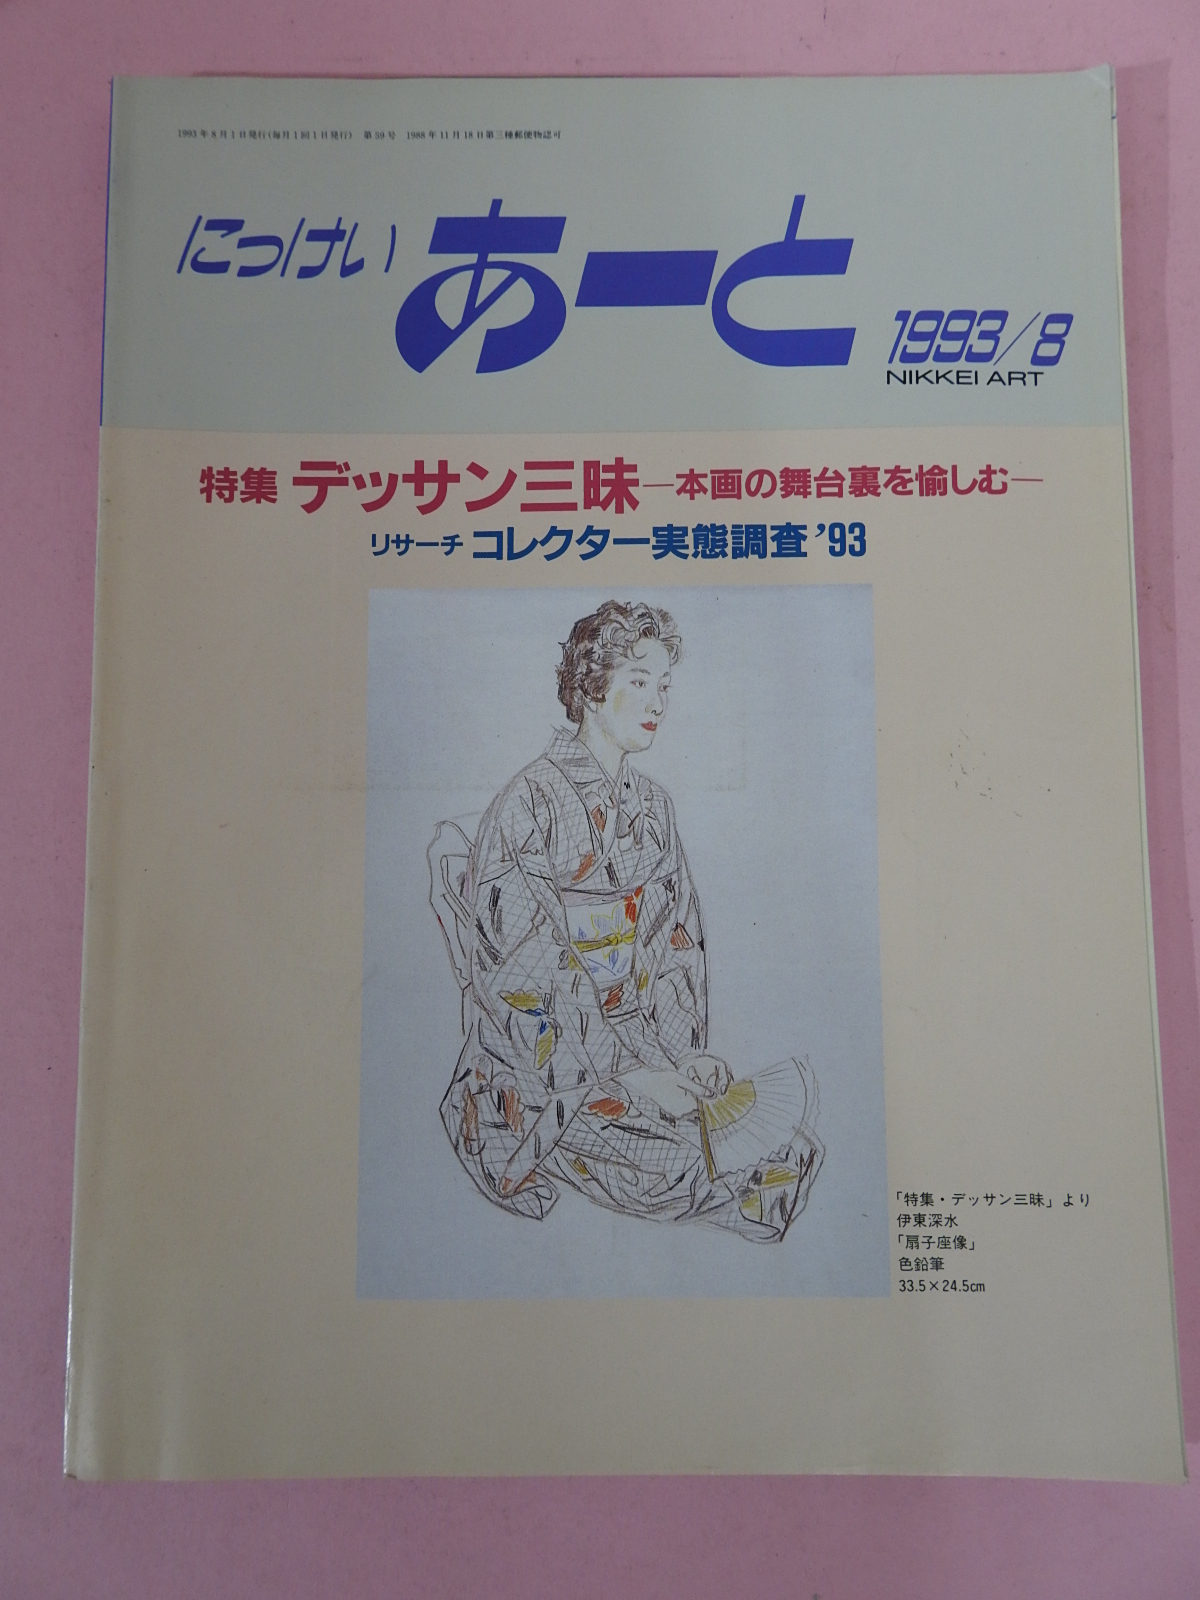 1993年8月1日発行(毎月1回1日発行) 第59号 1988年11月18日第三種郵便物認可
にっけい あーと 1993/8
NIKKEI ART
特集 デッサン三昧—本画の舞台裏を愉しむ—
リサーチ コレクター実態調査'93
「特集・デッサン三昧」より
伊東深水
「扇子座像」
色鉛筆
33.5×24.5cm